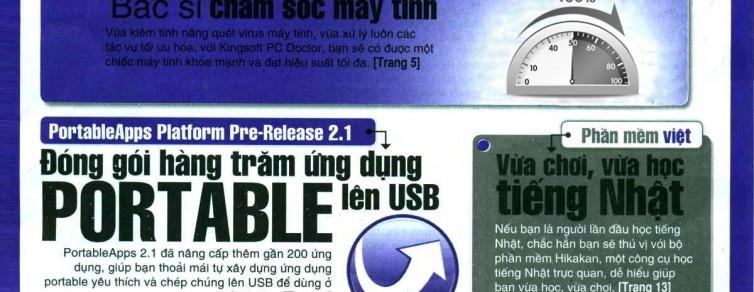 Bác sĩ chăm sóc máy tính
Vừa kiêm tính năng quét virus máy tính, vừa xử lý luôn các
tác vụ tối ưu hóa, với Kingsoft PC Doctor, bạn sẽ có được một
chiếc máy tính khỏe mạnh và đạt hiệu suất tối đa. [Trang 5]
100%
0 10 40 50 60 90 100
PortableApps Platform Pre-Release 2.1
Đóng gói hàng trăm ứng dụng
PORTABLE lên USB
PortableApps 2.1 đã nâng cấp thêm gần 200 ứng
dụng, giúp bạn thoải mái tự xây dựng ứng dụng
portable yêu thích và chép chúng lên USB để dùng ở
Phần mềm việt
Vừa chơi, vừa học
tiếng Nhật
Nếu bạn là người lần đầu học tiếng
Nhật, chắc hẳn bạn sẽ thú vị với bộ
phần mềm Hikakan, một công cụ học
tiếng Nhật trực quan, dễ hiểu giúp
bạn vừa học, vừa chơi. [Trang 13]